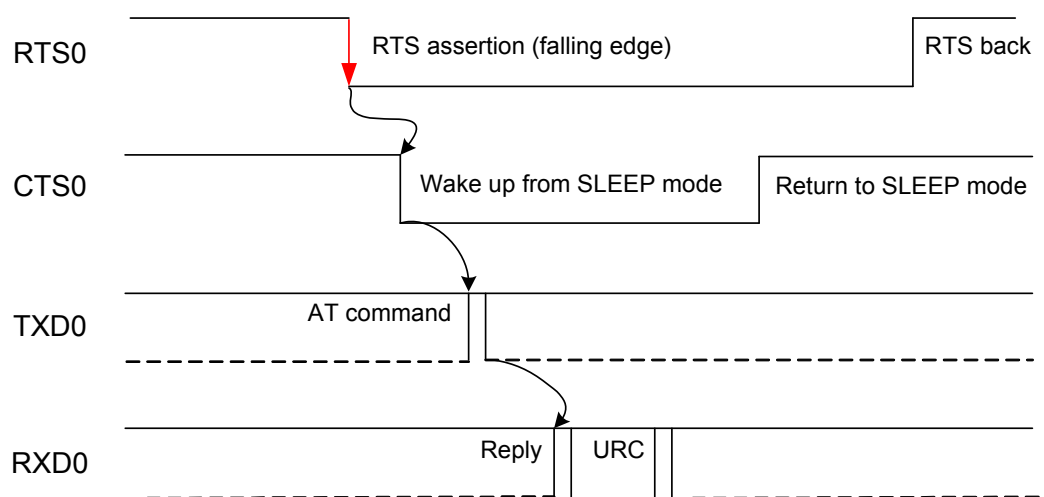 RTS0
RTS assertion (falling edge)
RTS back
CTS0
Wake up from SLEEP mode
Return to SLEEP mode
TXD0
AT command
RXD0
Reply
URC